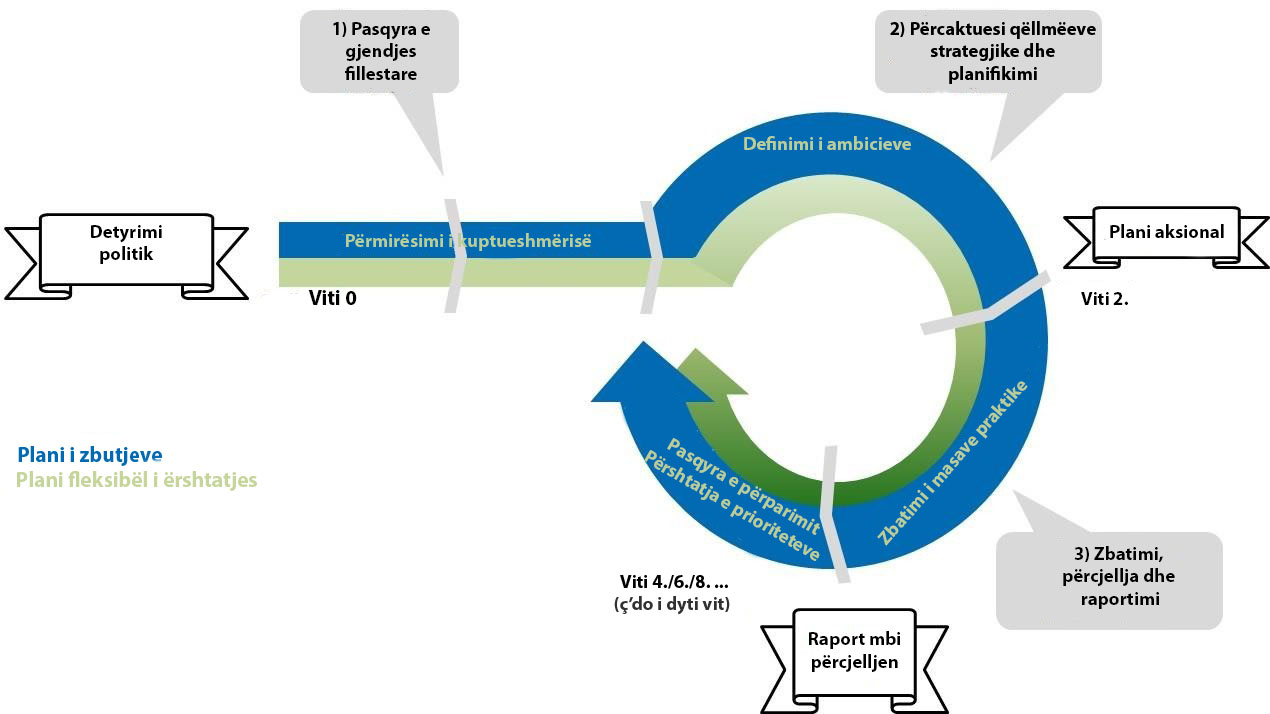 1) Pasqyra e
gjendjes
fillestare
2) Përcaktuesi qëllmëeve
strategjike dhe
planifikimi
Definimi i ambicieve
Detyrimi
politik
Përmirësimi i kuptueshmërisë
Viti 0
Plani aksional
Viti 2.
Plani i zbutjeve
Plani fleksibël i ërshtatjes
Pasqyra e përparimit
Përshtatja e prioriteteve
Zbatimi i masave praktike
3) Zbatimi,
përcjellja dhe
raportimi
Viti 4./6./8. ...
(ç’do i dyti vit)
Raport mbi
përcjelljen